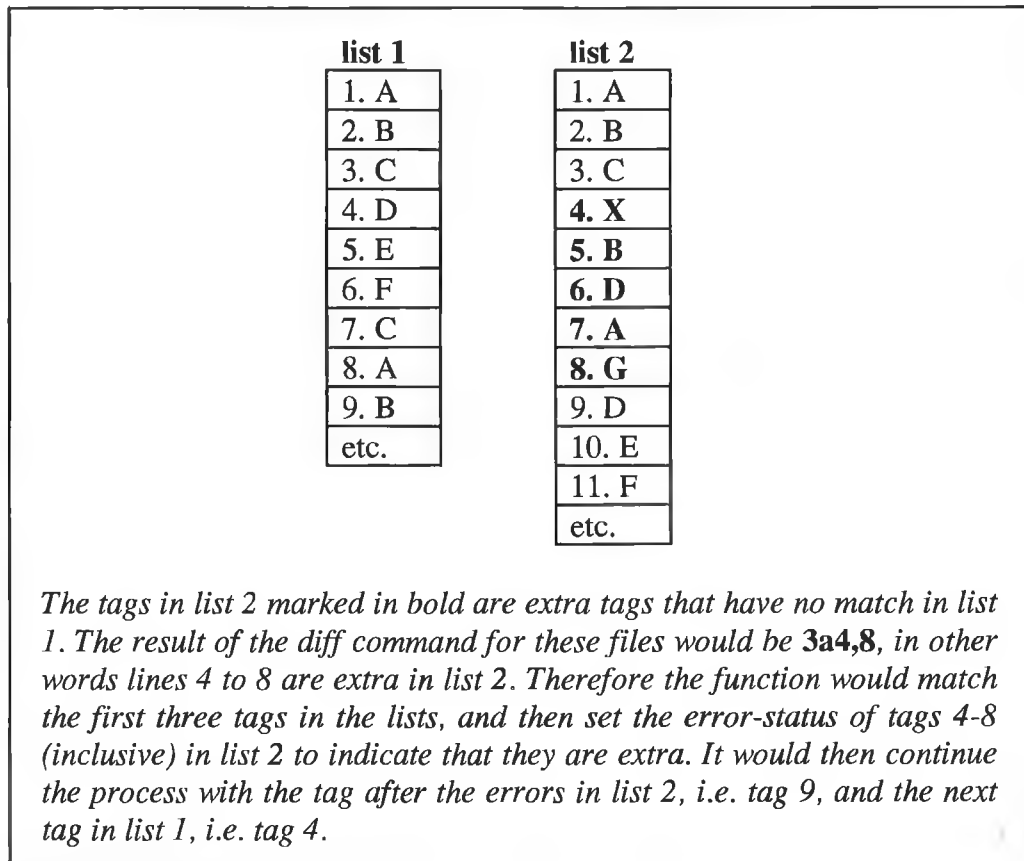 list 1 list 2
1. A 1. A
2. B 2. B
3. C 3. C
4. D 4. X
5. E 5. B
6. F 6. D
7. C 7. A
8. A 8. G
9. B 9. D
etc. 10. E
11. F
etc.
The tags in list 2 marked in bold are extra tags that have no match in list
1. The result of the diff command for these files would be 3a4,8, in other
words lines 4 to 8 are extra in list 2. Therefore the function would match
the first three tags in the lists, and then set the error-status of tags 4-8
(inclusive) in list 2 to indicate that they are extra. It would then continue
the process with the tag after the errors in list 2, i.e. tag 9, and the next
tag in list 1, i.e. tag 4.